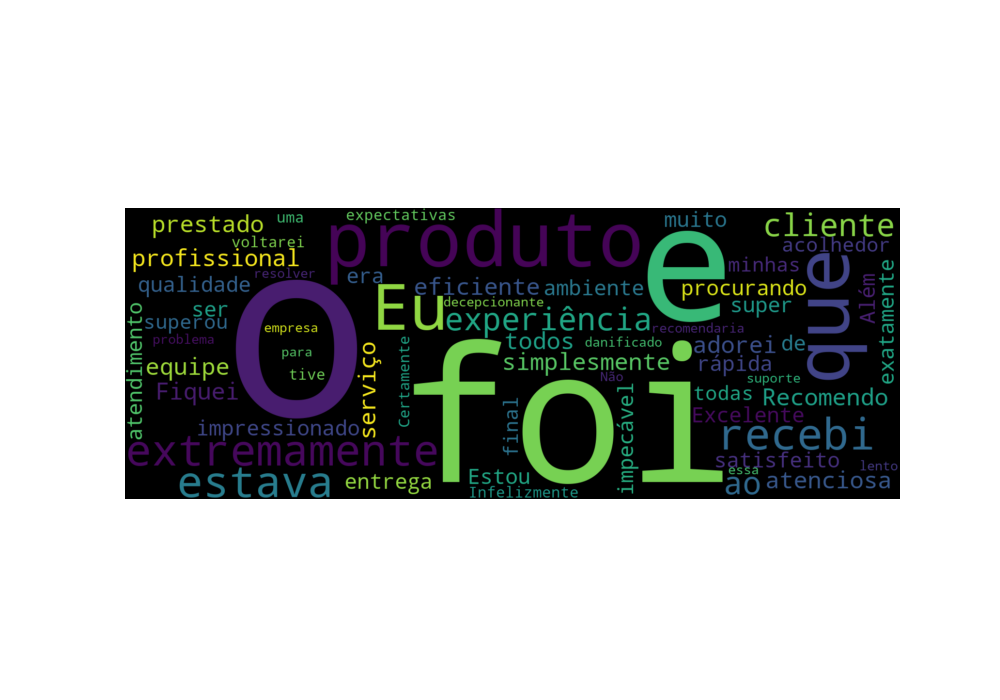 prestado
uma
expectativas
produto
muito
cliente
voltarei
acolhedor
profissional
e
que
minhas
resolver
era
qualidade
eficiente
ambiente
procurando
Além
O
Eu
decepcionante
super
ser
superou
experiência
exatamente
empresa
recomendaria
problema
atendimento
todos
danificado
adorei
de
para
simplesmente
rápida
equipe
tive
serviço
Certamente
foi
Não
suporte
Fiquei
todas
Recomendo
Excelente
impressionado
final
impecável
recebi
extremamente
satisfeito
lento
essa
estava
entrega
Estou
ao
atenciosa
Infelizmente